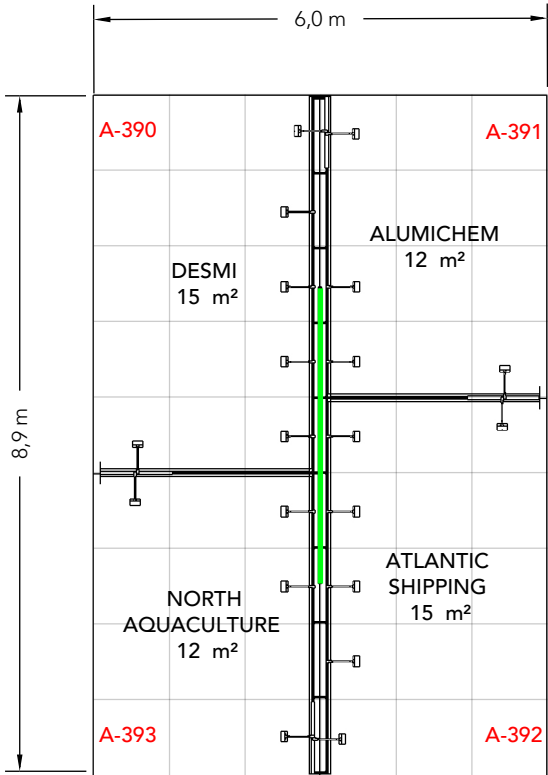 6,0 m
A-390
A-391
ALUMICHEM
12 m²
DESMI
15 m²
8,9 m
ATLANTIC
SHIPPING
15 m²
NORTH
AQUACULTURE
12 m²
A-393
A-392